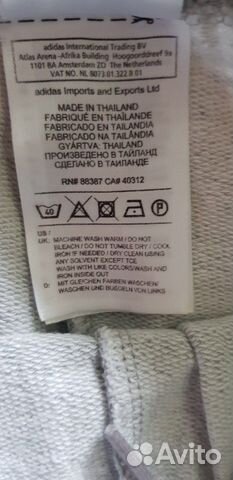 adidas International Trading BV
Atlas Arena-Afrika Building Hoogoorddreef 9a
1101 BA Amsterdam ZO The Netherlands
VAT NO. NL 8073.01.322.B.01
adidas Imports and Exports Ltd
MADE IN THAILAND
FABRIQUÉ EN THAÏLANDE
FABRICADO EN TAILANDIA
FABRICADO NA TAILÂNDIA
GYÁRTVA: THAILAND
ПРОИЗВЕДЕНО В ТАЙЛАНД
СДЕЛАНО В ТАИЛАНДЕ
RN# 88387 CA# 40312
40
P
US /
UK: MACHINE WASH WARM / DO NOT
BLEACH / DO NOT TUMBLE DRY / COOL
IRON IF NEEDED / DRY CLEAN USING
ANY SOLVENT EXCEPT TCE
WASH WITH LIKE COLORS/WASH AND
IRON INSIDE OUT
D: MIT GLEICHEN FARBEN WASCHEN/
WASCHEN UND BÜGELN VON LINKS
Avito